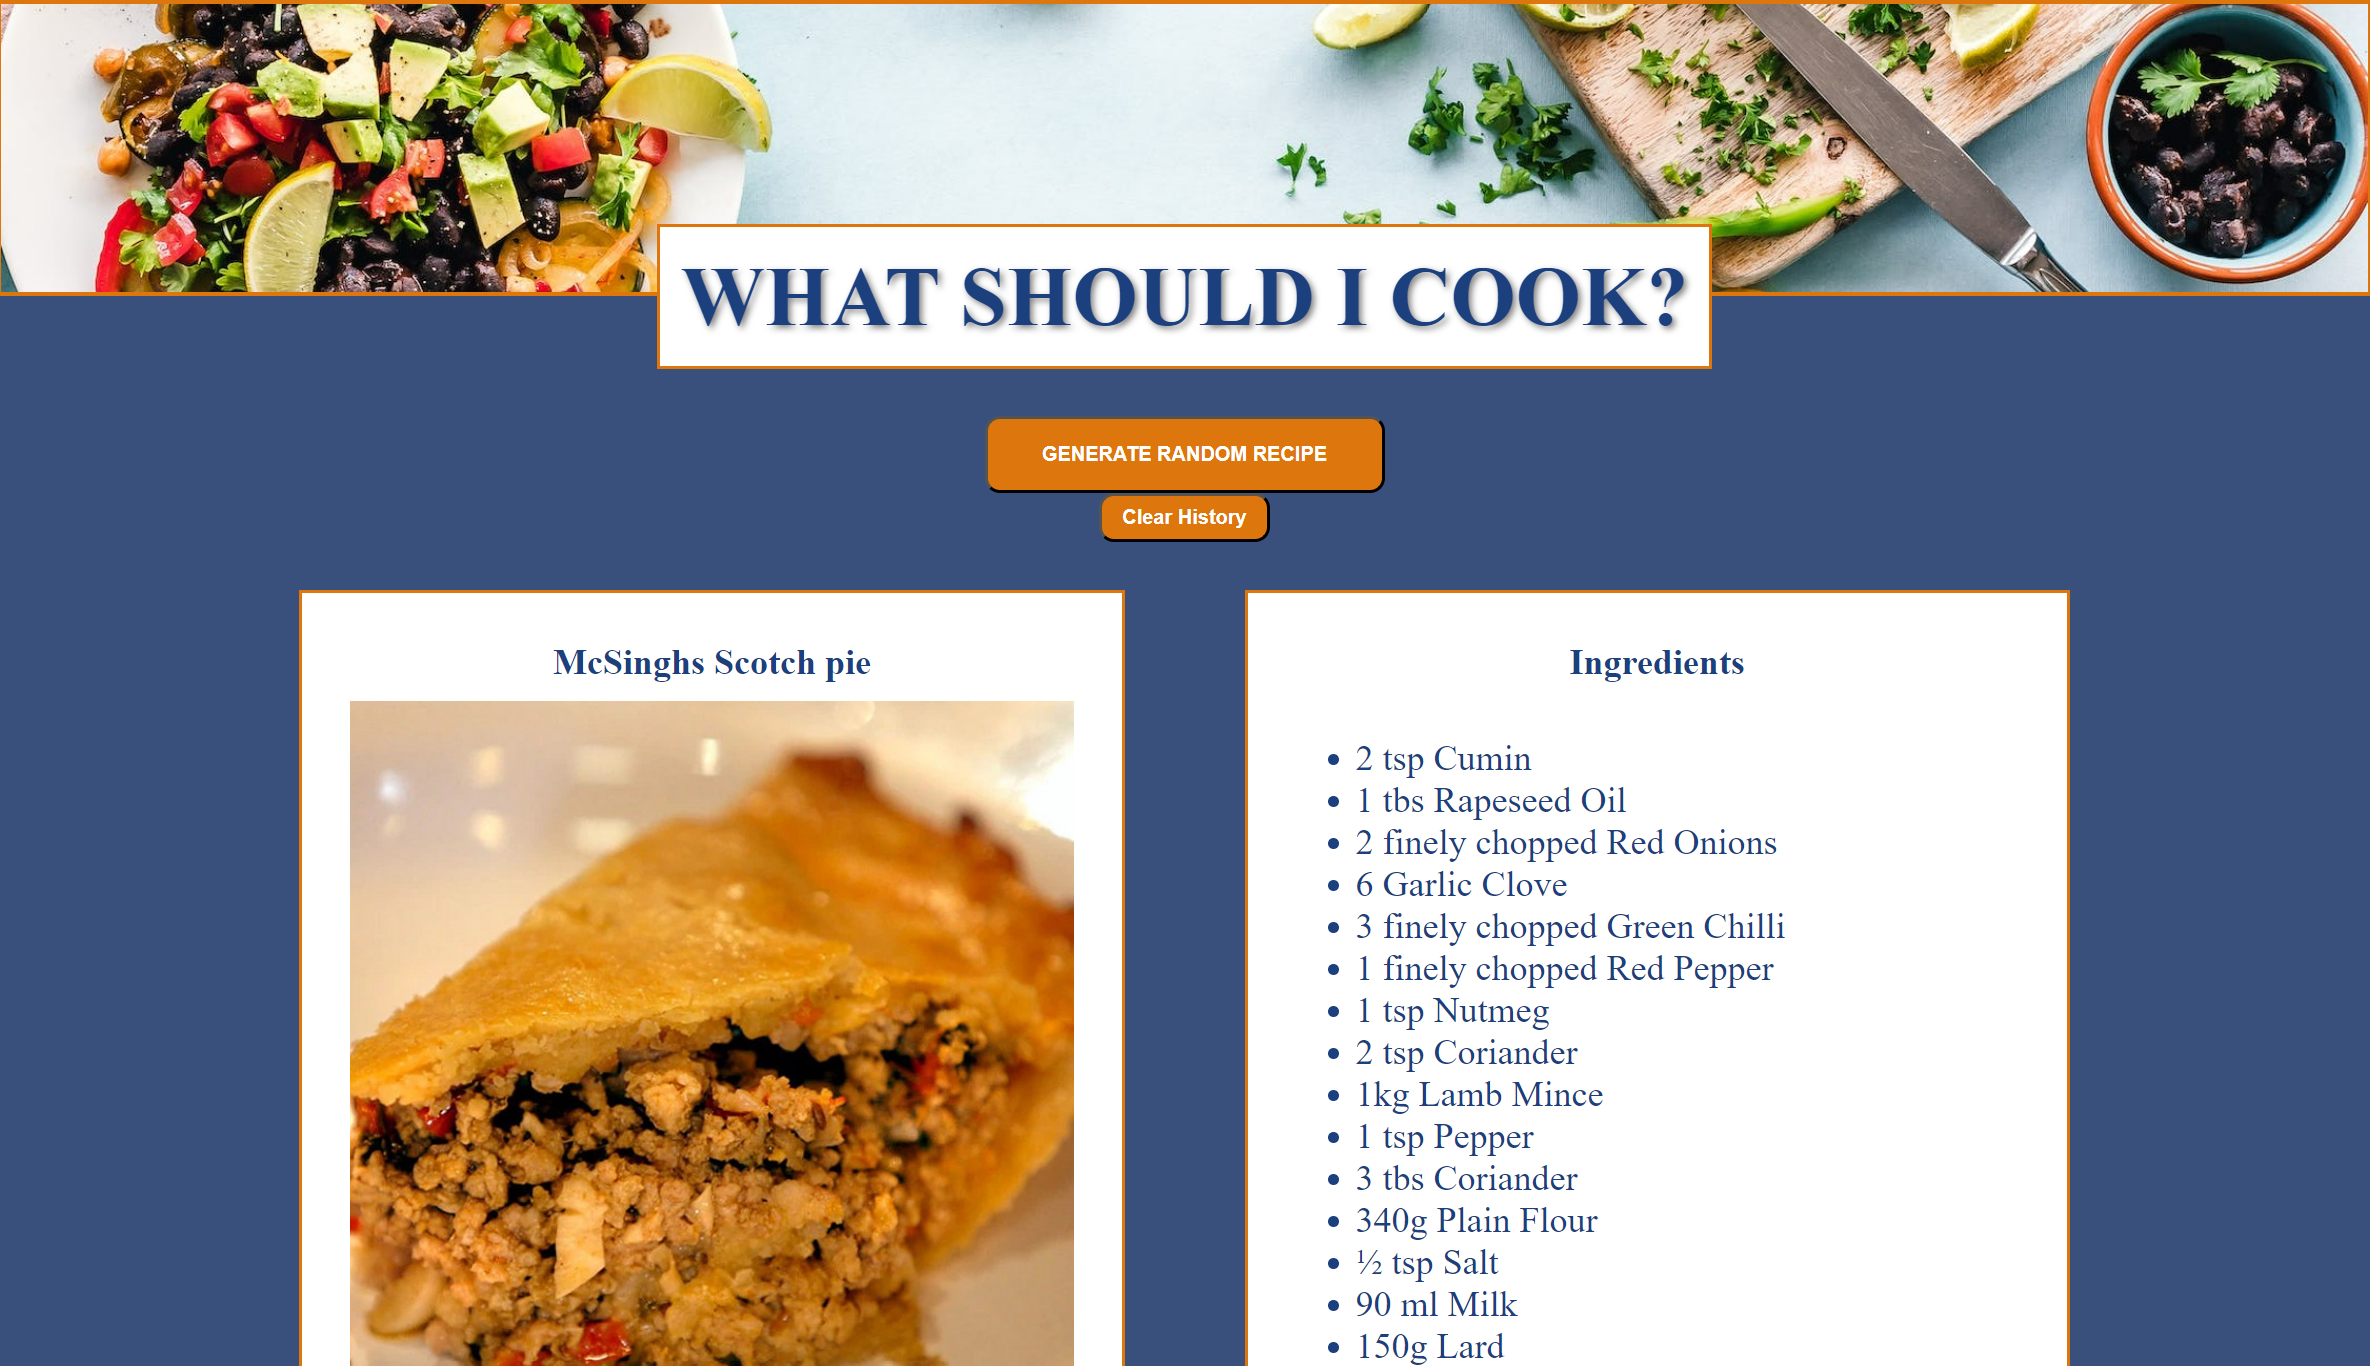 WHAT SHOULD I COOK?
GENERATE RANDOM RECIPE
Clear History
McSinghs Scotch pie
Ingredients
2 tsp Cumin
1 tbs Rapeseed Oil
2 finely chopped Red Onions
6 Garlic Clove
3 finely chopped Green Chilli
1 finely chopped Red Pepper
1 tsp Nutmeg
2 tsp Coriander
1kg Lamb Mince
1 tsp Pepper
3 tbs Coriander
340g Plain Flour
½ tsp Salt
90 ml Milk
150g Lard